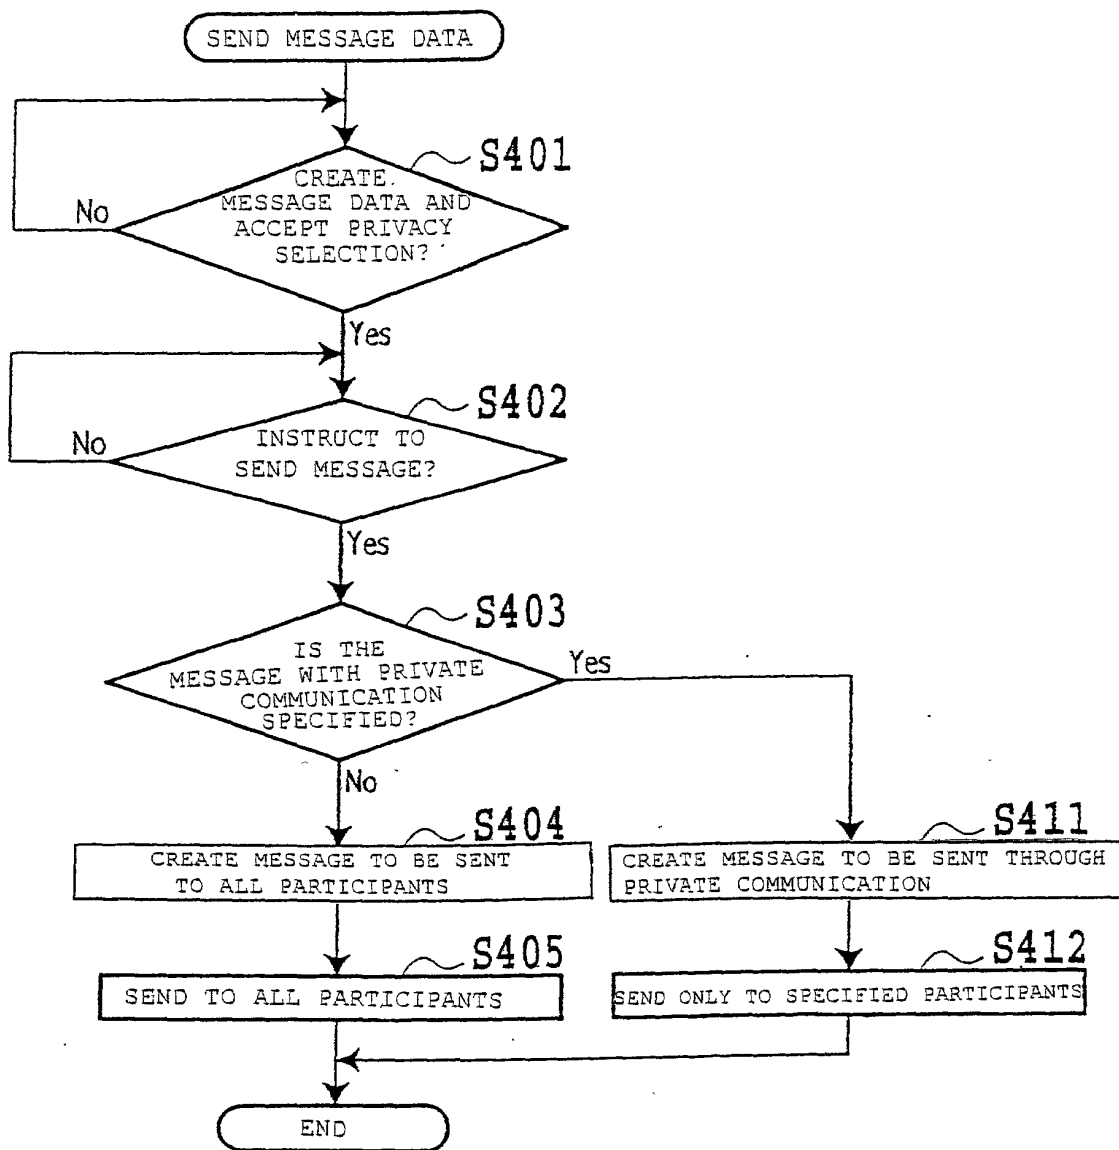 SEND MESSAGE DATA
S401
CREATE.
MESSAGE DATA AND
ACCEPT PRIVACY
SELECTION?
No
Yes
S402
INSTRUCT TO
SEND MESSAGE?
No
Yes
S403
IS THE
MESSAGE WITH PRIVATE
COMMUNICATION
SPECIFIED?
Yes
No
S404
CREATE MESSAGE TO BE SENT
TO ALL PARTICIPANTS
S411
CREATE MESSAGE TO BE SENT THROUGH
PRIVATE COMMUNICATION
S405
SEND TO ALL PARTICIPANTS
S412
SEND ONLY TO SPECIFIED PARTICIPANTS
END